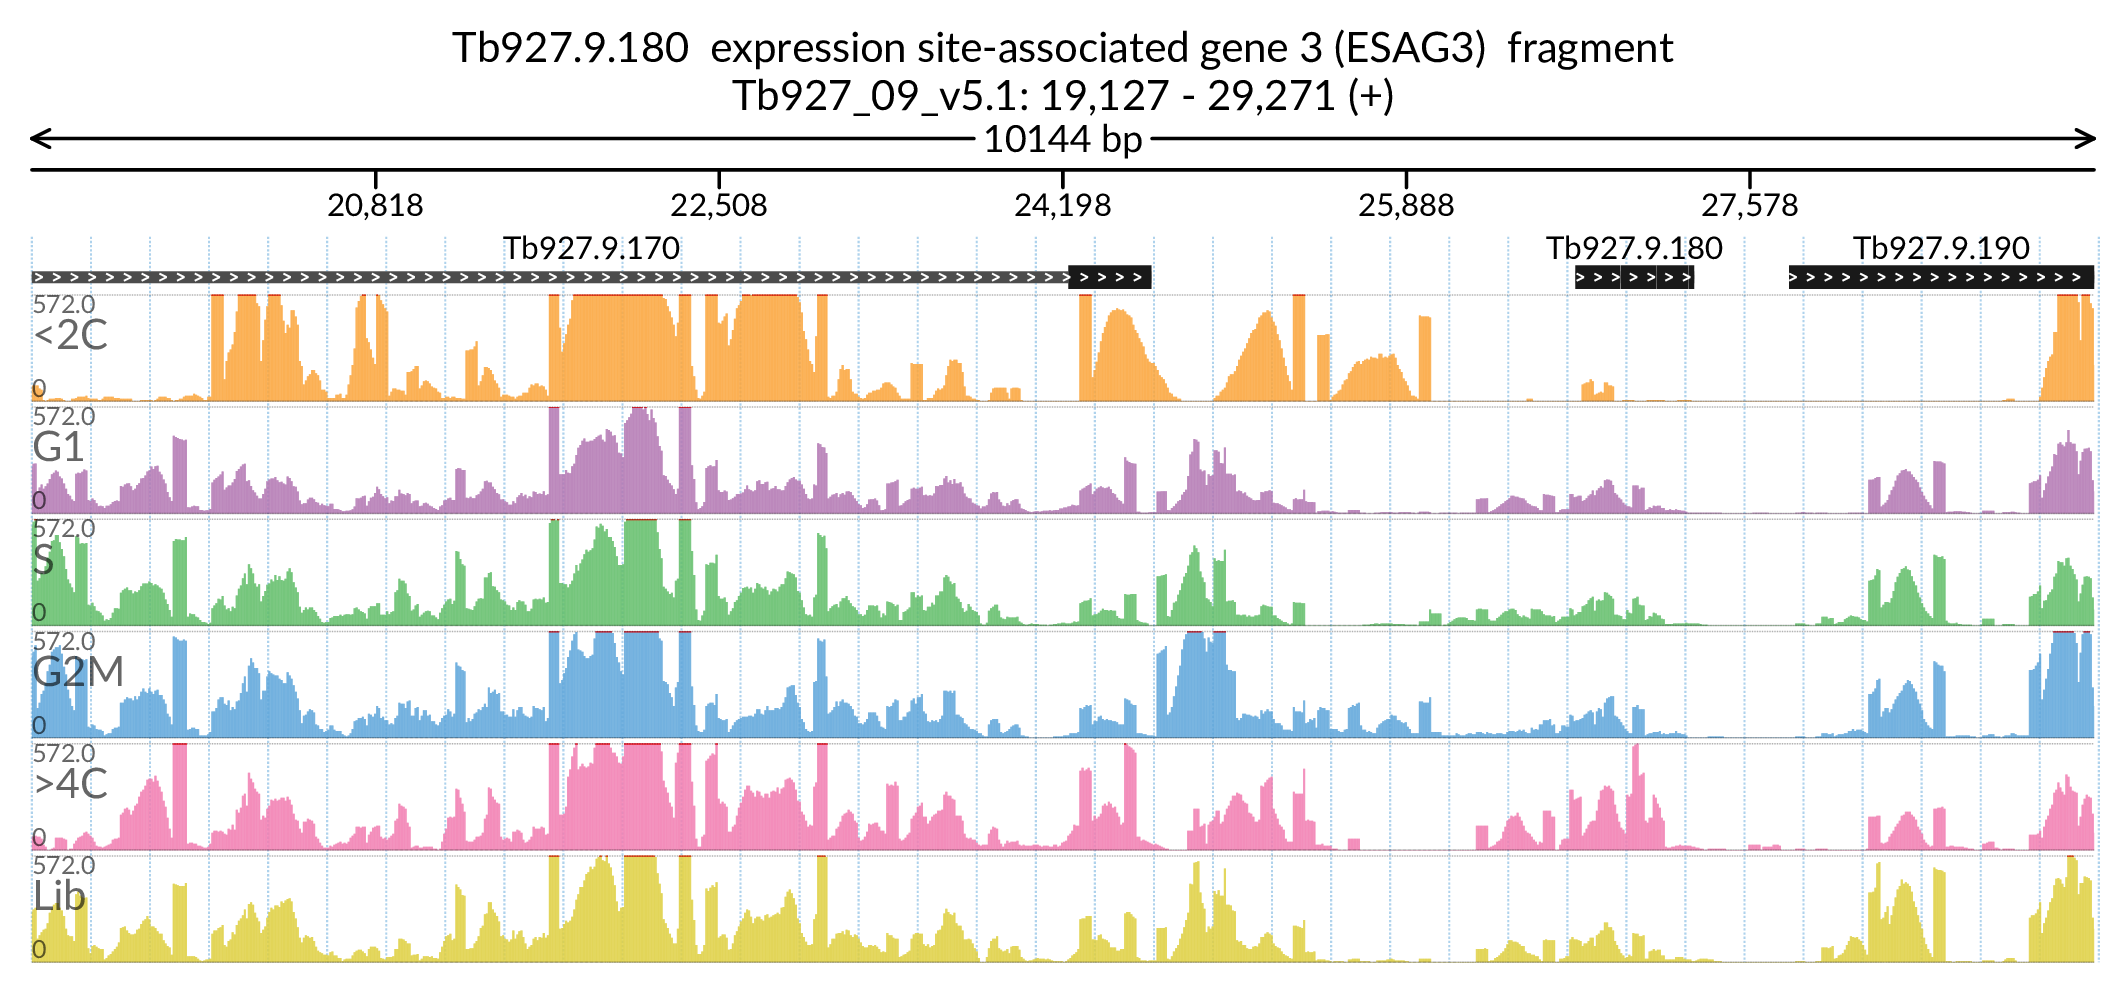 Tb927.9.180  expression site-associated gene 3 (ESAG3)  fragment
Tb927_09_v5.1: 19,127 - 29,271 (+)
10144 bp
20,818 22,508 24,198 25,888 27,578
Tb927.9.170 Tb927.9.180 Tb927.9.190
572.0
<2C
0
572.0
G1
0
572.0
S
0
572.0
G2M
0
572.0
>4C
0
572.0
Lib
0